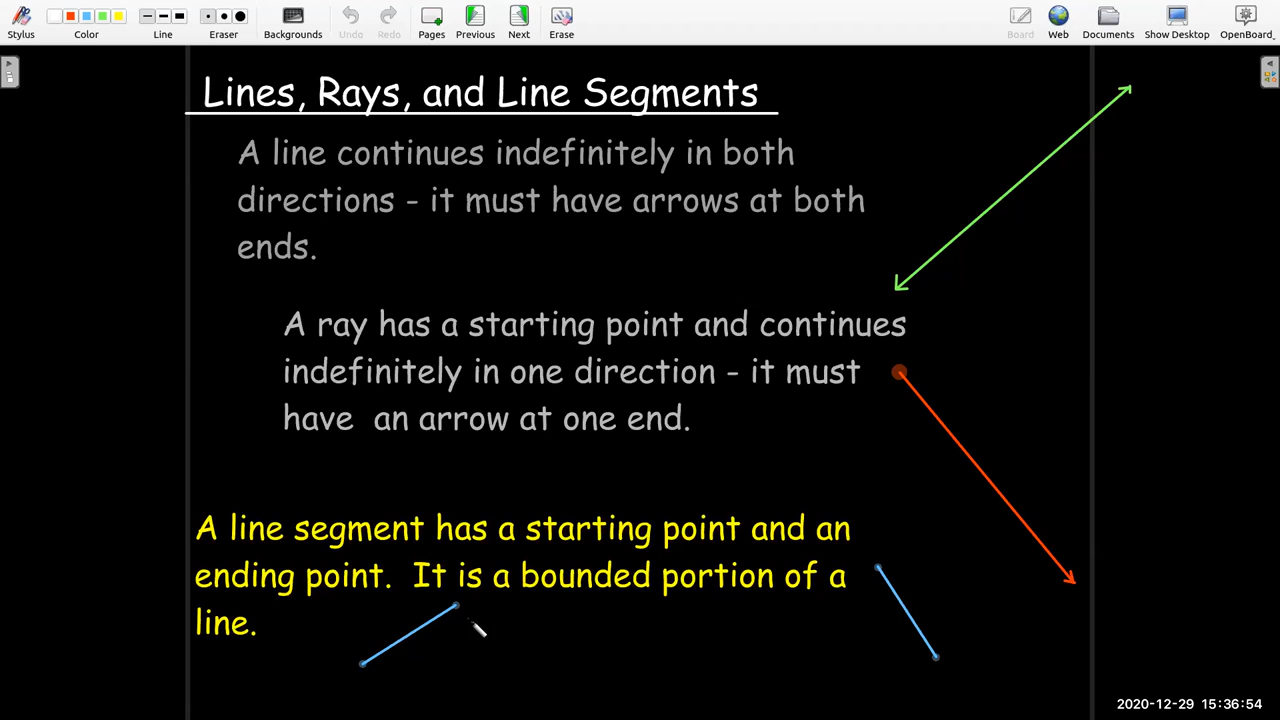 Stylus Color Line Eraser Backgrounds Undo Redo Pages Previous Next Erase Board Web Documents Show Desktop OpenBoard
Lines, Rays, and Line Segments
A line continues indefinitely in both
directions - it must have arrows at both
ends.
A ray has a starting point and continues
indefinitely in one direction - it must
have an arrow at one end.
A line segment has a starting point and an
ending point. It is a bounded portion of a
line.
2020-12-29 15:36:54